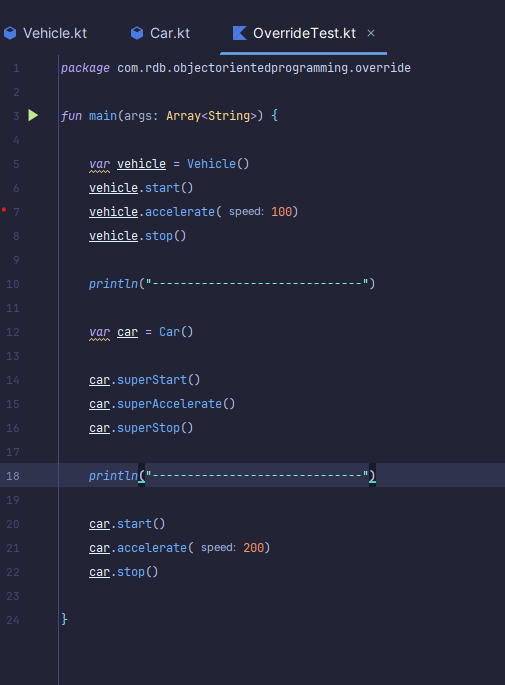 Vehicle.kt Car.kt OverrideTest.kt ×
1 package com.rdb.objectorientedprogramming.override
2
3 fun main(args: Array<String>) {
4
5 var vehicle = Vehicle()
6 vehicle.start()
7 vehicle.accelerate( speed: 100)
8 vehicle.stop()
9
10 println("------------------------------")
11
12 var car = Car()
13
14 car.superStart()
15 car.superAccelerate()
16 car.superStop()
17
18 println("------------------------------")
19
20 car.start()
21 car.accelerate( speed: 200)
22 car.stop()
23
24 }